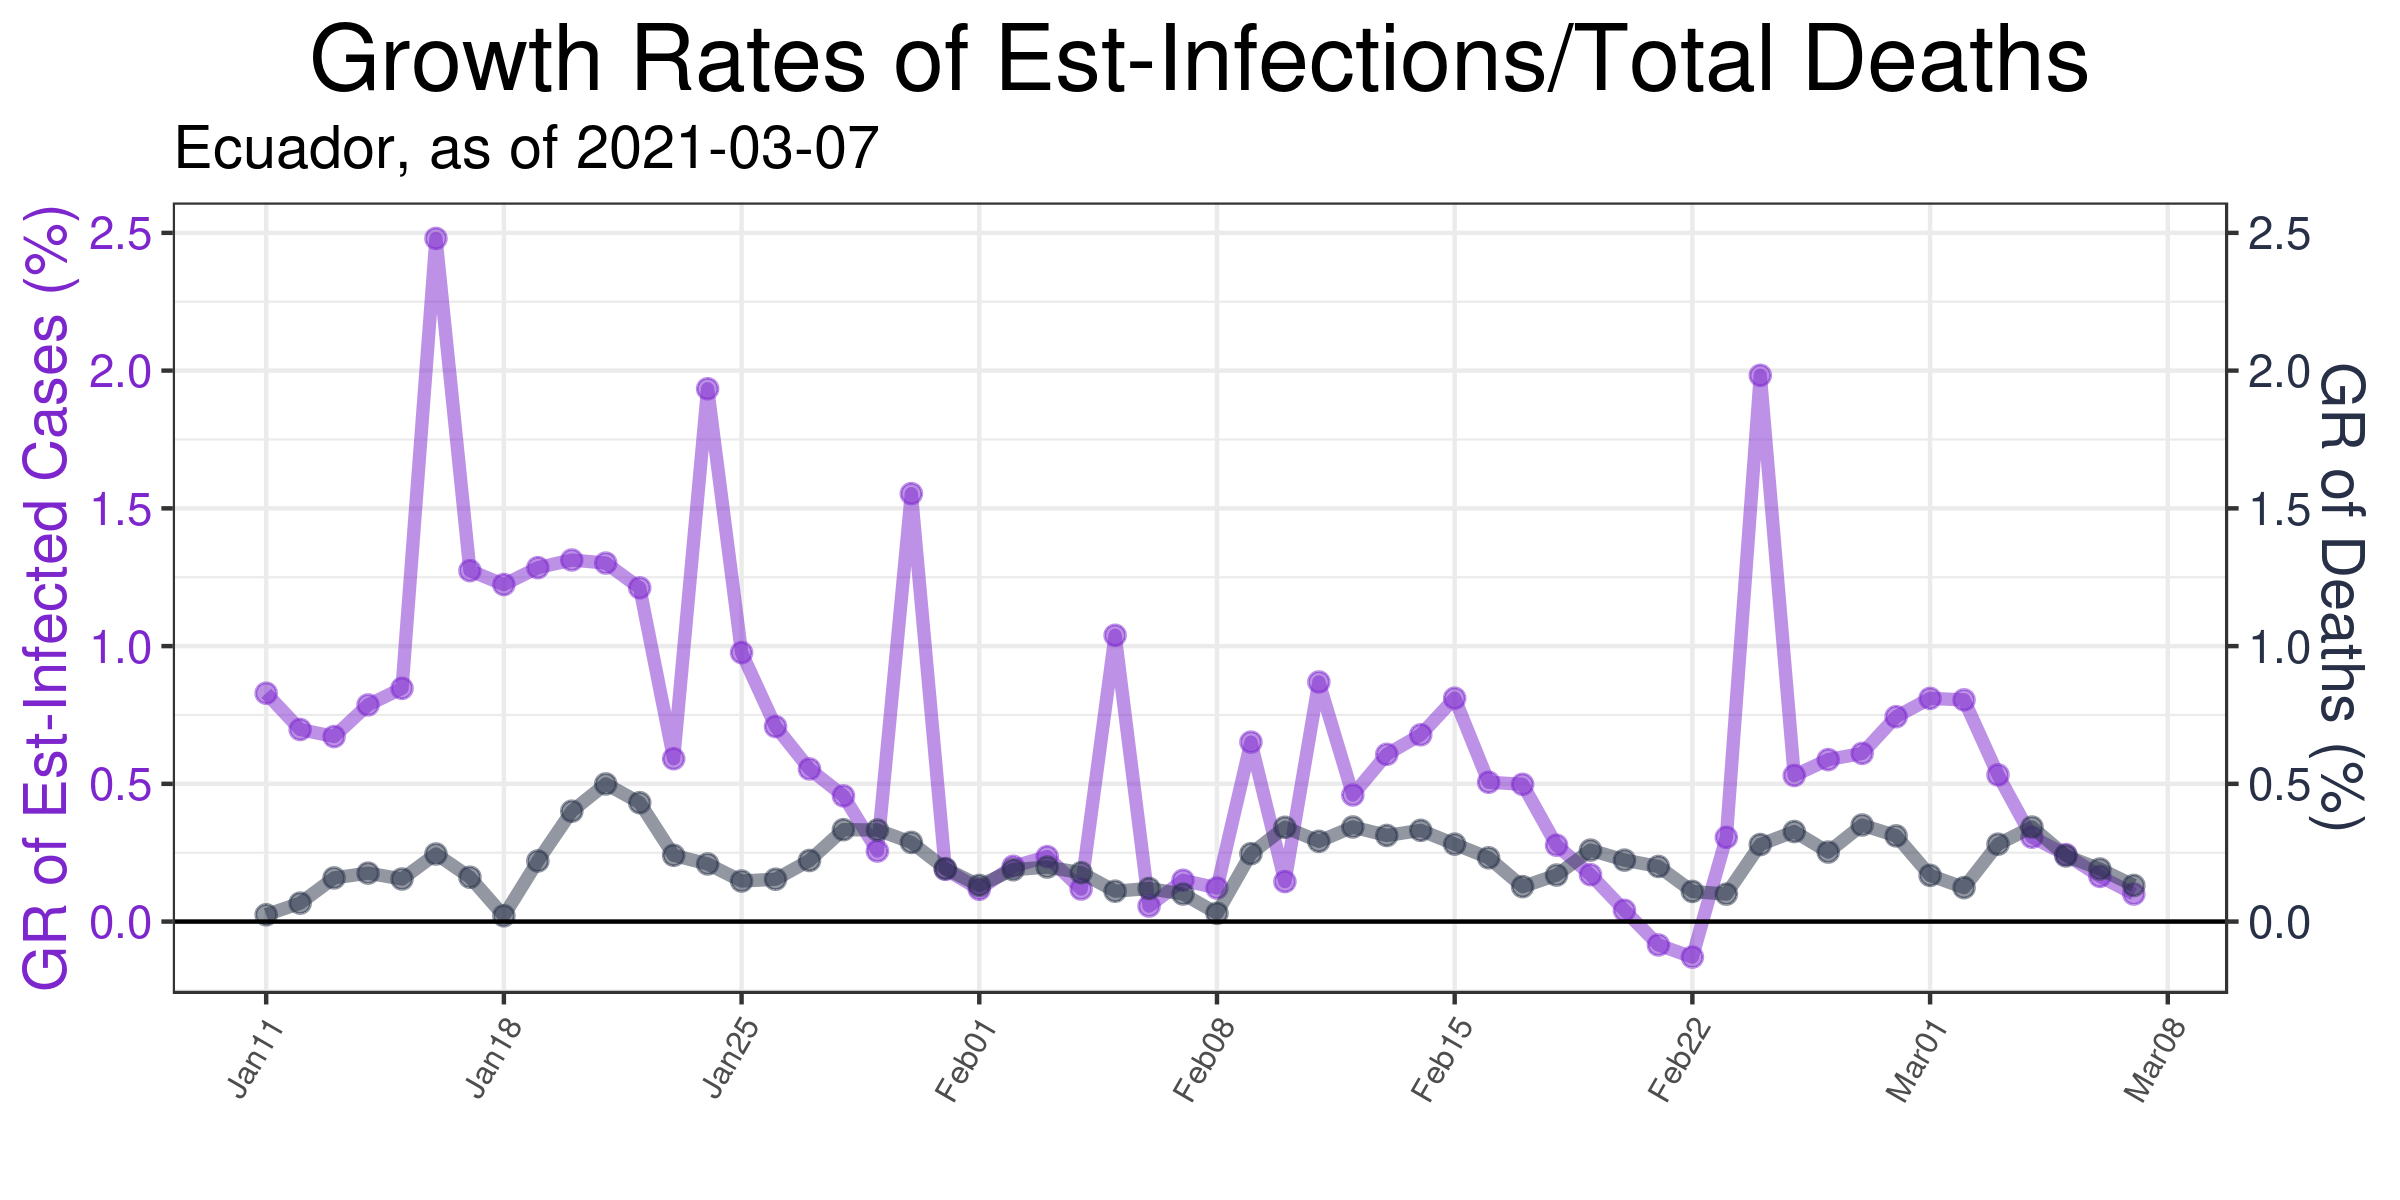 Growth Rates of Est-Infections/Total Deaths
Ecuador, as of 2021-03-07
GR of Est-Infected Cases (%)
2.5
2.0
1.5
1.0
0.5
0.0
2.5
2.0
1.5
1.0
0.5
0.0
GR of Deaths (%)
Jan11
Jan18
Jan25
Feb01
Feb08
Feb15
Feb22
Mar01
Mar08